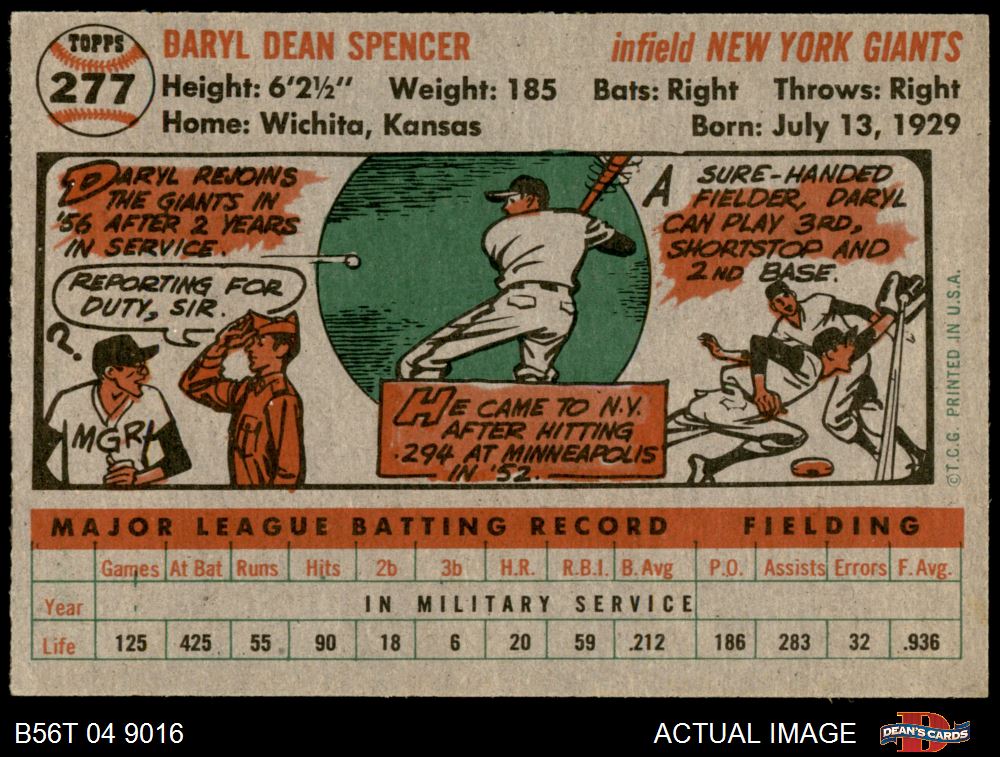 TOPPS
277
DARYL DEAN SPENCER
infield NEW YORK GIANTS
Height: 6'2½" Weight: 185 Bats: Right Throws: Right
Home: Wichita, Kansas
Born: July 13, 1929
DARYL REJOINS
THE GIANTS IN
'56 AFTER 2 YEARS
IN SERVICE.
REPORTING FOR
DUTY, SIR.
?
MGR.
HE CAME TO N.Y.
AFTER HITTING
.294 AT MINNEAPOLIS
IN '52.
A SURE-HANDED
FIELDER, DARYL
CAN PLAY 3RD,
SHORTSTOP AND
2ND BASE.
©T.C.G. PRINTED IN U.S.A.
MAJOR LEAGUE BATTING RECORD FIELDING
Games At Bat Runs Hits 2b 3b H.R. R.B.I. B. Avg P.O. Assists Errors F. Avg.
Year IN MILITARY SERVICE
Life 125 425 55 90 18 6 20 59 .212 186 283 32 .936
B56T 04 9016
ACTUAL IMAGE
D
DEAN'S CARDS